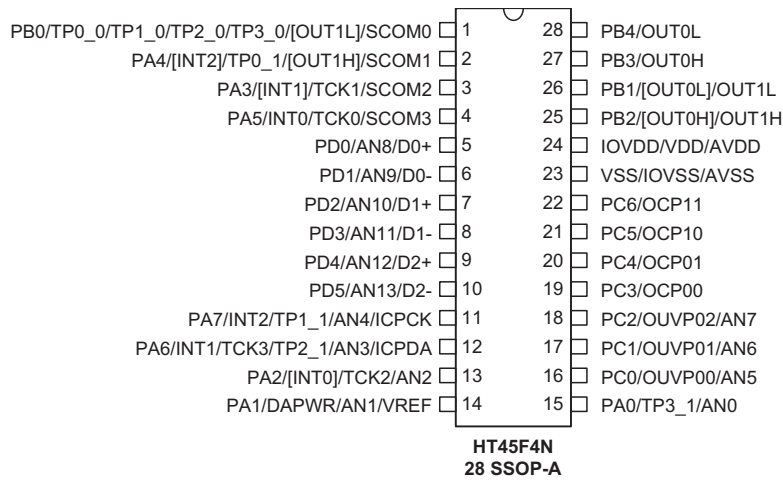 PB0/TP0_0/TP1_0/TP2_0/TP3_0/[OUT1L]/SCOM0 1 28 PB4/OUT0L
PA4/[INT2]/TP0_1/[OUT1H]/SCOM1 2 27 PB3/OUT0H
PA3/[INT1]/TCK1/SCOM2 3 26 PB1/[OUT0L]/OUT1L
PA5/INT0/TCK0/SCOM3 4 25 PB2/[OUT0H]/OUT1H
PD0/AN8/D0+ 5 24 IOVDD/VDD/AVDD
PD1/AN9/D0- 6 23 VSS/IOVSS/AVSS
PD2/AN10/D1+ 7 22 PC6/OCP11
PD3/AN11/D1- 8 21 PC5/OCP10
PD4/AN12/D2+ 9 20 PC4/OCP01
PD5/AN13/D2- 10 19 PC3/OCP00
PA7/INT2/TP1_1/AN4/ICPCK 11 18 PC2/OUVP02/AN7
PA6/INT1/TCK3/TP2_1/AN3/ICPDA 12 17 PC1/OUVP01/AN6
PA2/[INT0]/TCK2/AN2 13 16 PC0/OUVP00/AN5
PA1/DAPWR/AN1/VREF 14 15 PA0/TP3_1/AN0
HT45F4N
28 SSOP-A